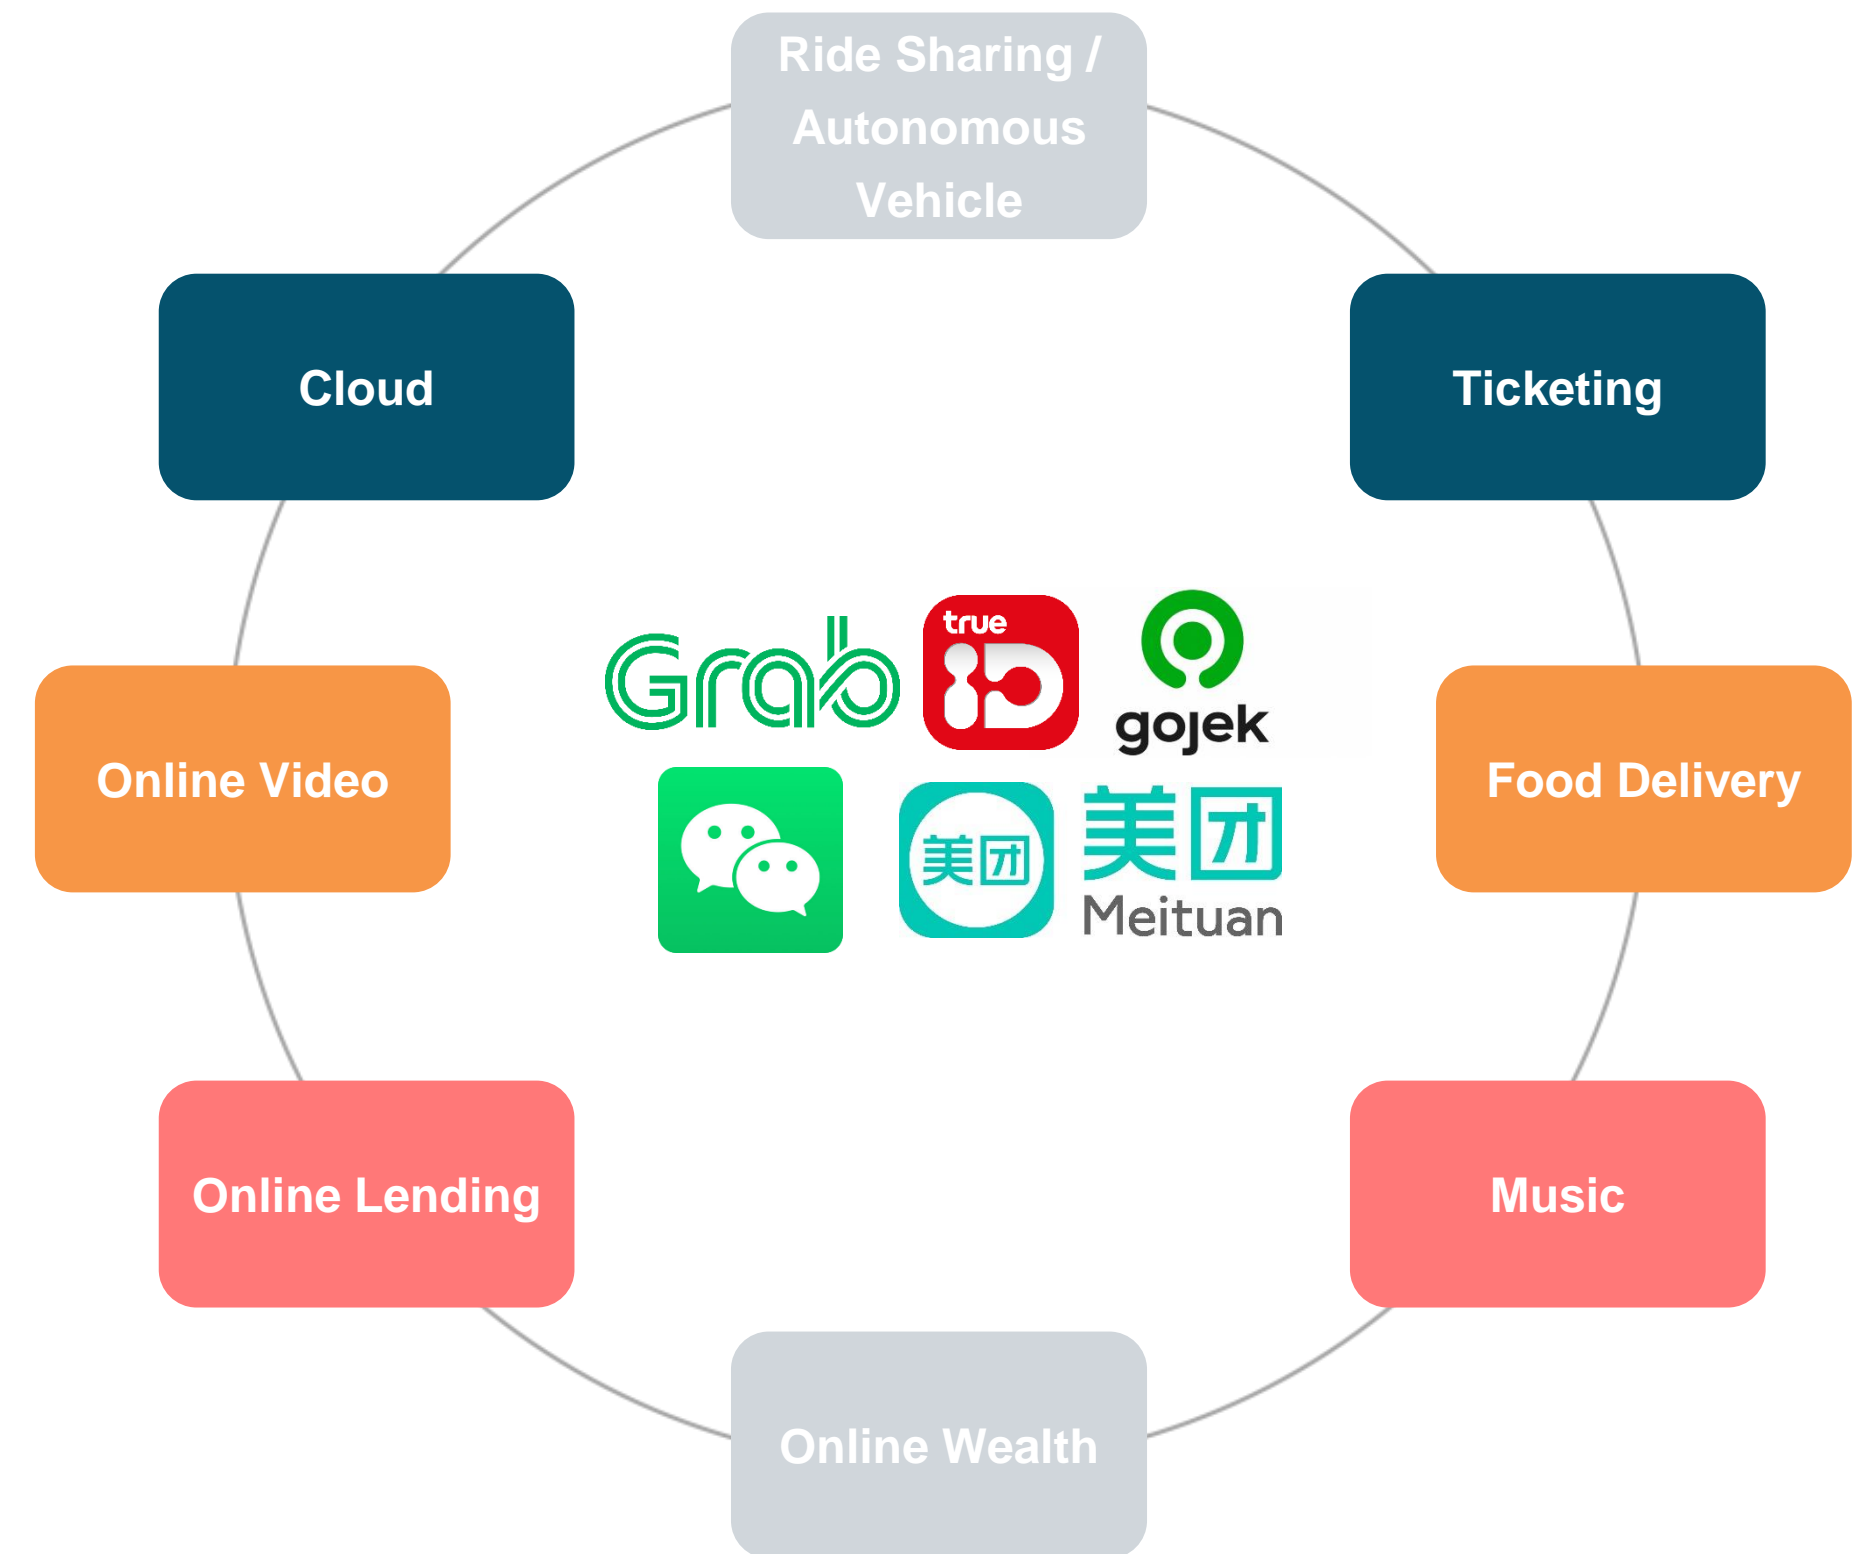 Ride Sharing /
Autonomous
Vehicle
Cloud
Ticketing
Grab
true
iD
gojek
Online Video
Food Delivery
美团
美团
Meituan
Online Lending
Music
Online Wealth